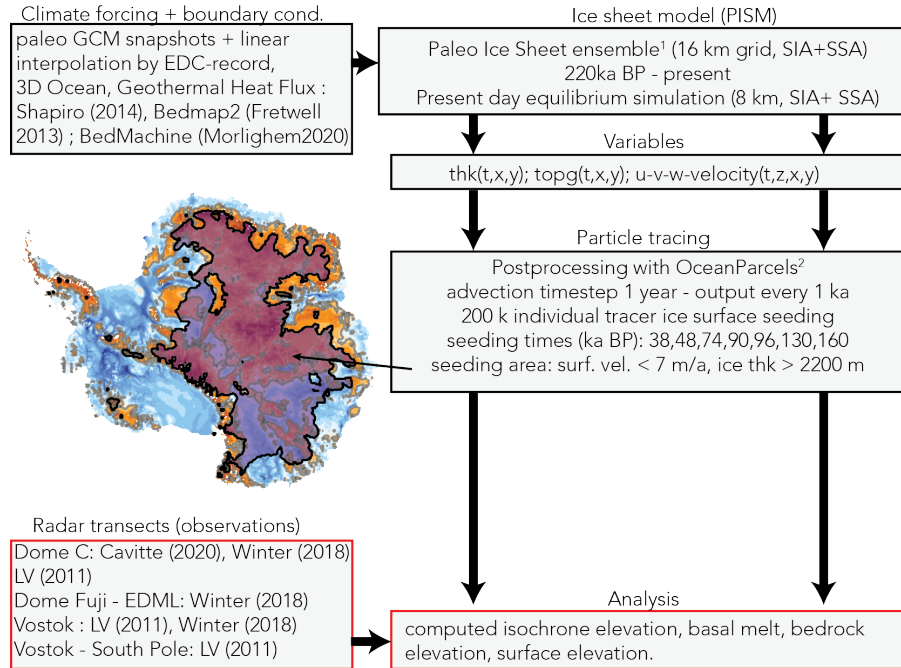 Climate forcing + boundary cond.
paleo GCM snapshots + linear
interpolation by EDC-record,
3D Ocean, Geothermal Heat Flux :
Shapiro (2014), Bedmap2 (Fretwell
2013) ; BedMachine (Morlighem2020)
Ice sheet model (PISM)
Paleo Ice Sheet ensemble¹ (16 km grid, SIA+SSA)
220ka BP - present
Present day equilibrium simulation (8 km, SIA+ SSA)
Variables
thk(t,x,y); topg(t,x,y); u-v-w-velocity(t,z,x,y)
Particle tracing
Postprocessing with OceanParcels²
advection timestep 1 year - output every 1 ka
200 k individual tracer ice surface seeding
seeding times (ka BP): 38,48,74,90,96,130,160
seeding area: surf. vel. < 7 m/a, ice thk > 2200 m
Radar transects (observations)
Dome C: Cavitte (2020), Winter (2018)
LV (2011)
Dome Fuji - EDML: Winter (2018)
Vostok : LV (2011), Winter (2018)
Vostok - South Pole: LV (2011)
Analysis
computed isochrone elevation, basal melt, bedrock
elevation, surface elevation.